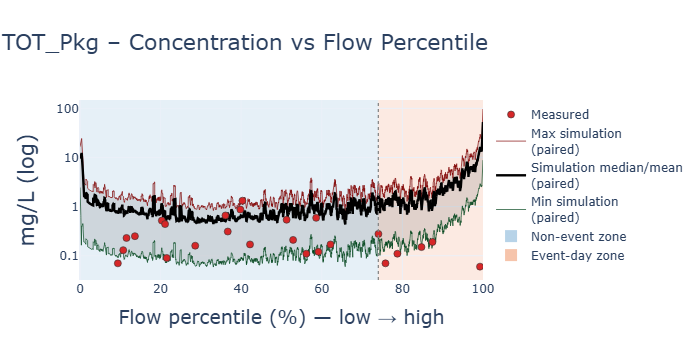 TOT_Pkg – Concentration vs Flow Percentile
mg/L (log)
100
10
1
0.1
0
20
40
60
80
100
Flow percentile (%) — low → high
Measured
Max simulation
(paired)
Simulation median/mean
(paired)
Min simulation
(paired)
Non-event zone
Event-day zone